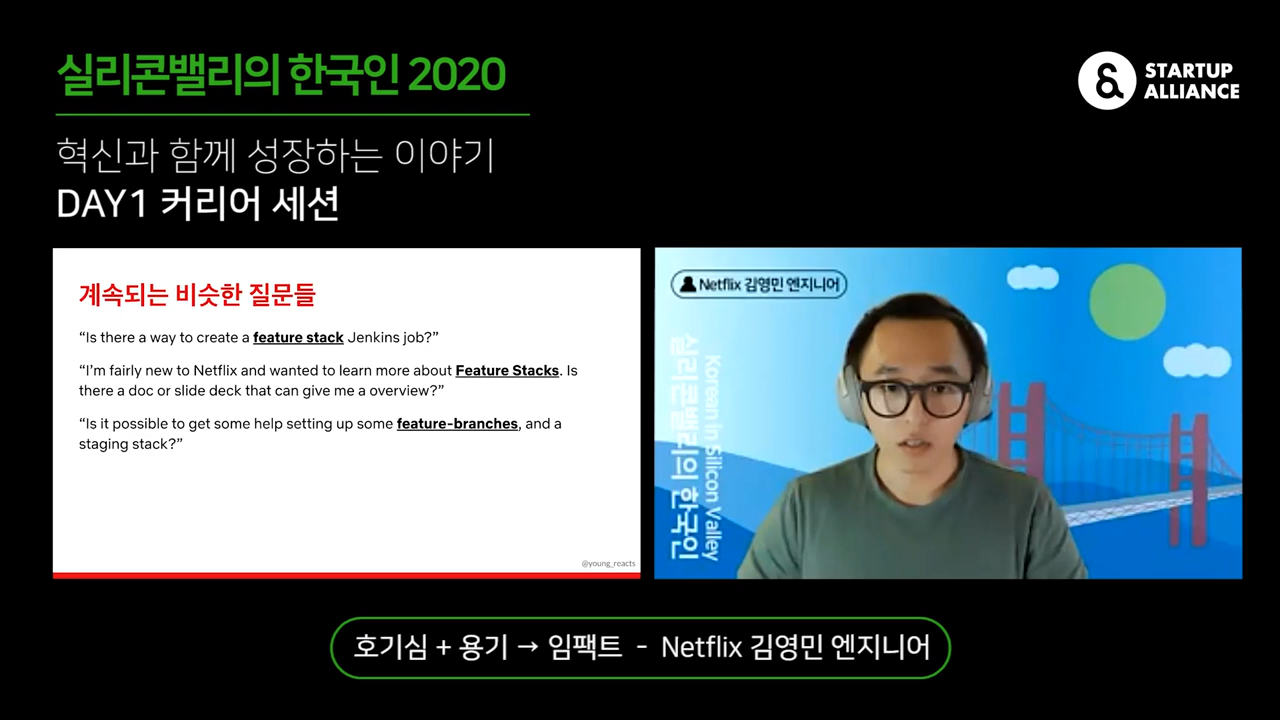 실리콘밸리의 한국인 2020
혁신과 함께 성장하는 이야기
DAY1 커리어 세션
STARTUP
ALLIANCE
계속되는 비슷한 질문들
“Is there a way to create a feature stack Jenkins job?”
“I’m fairly new to Netflix and wanted to learn more about Feature Stacks. Is
there a doc or slide deck that can give me a overview?”
“Is it possible to get some help setting up some feature-branches, and a
staging stack?”
@young_reacts
Netflix 김영민 엔지니어
Korean in Silicon Valley
실리콘밸리의 한국인
호기심 + 용기 → 임팩트 - Netflix 김영민 엔지니어